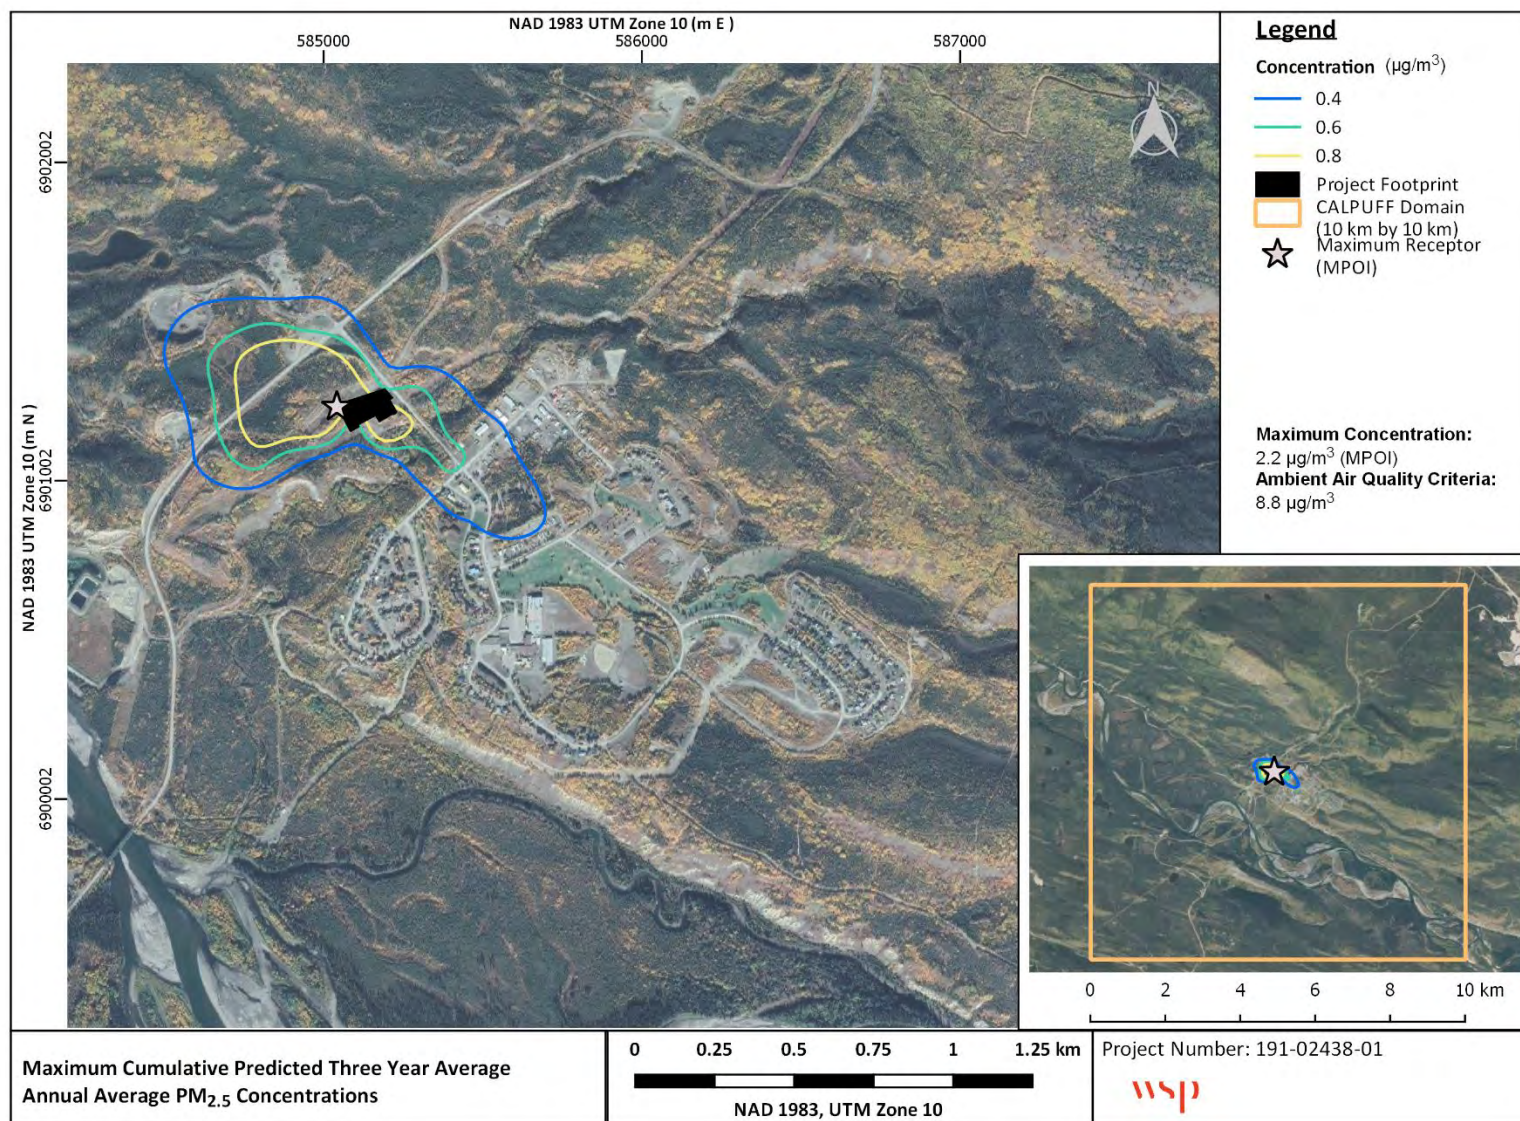 NAD 1983 UTM Zone 10 (m E )
585000
586000
587000
NAD 1983 UTM Zone 10 (m N )
6902002
6901002
6900002
N
Legend
Concentration (µg/m³)
0.4
0.6
0.8
Project Footprint
CALPUFF Domain
(10 km by 10 km)
Maximum Receptor
(MPOI)
Maximum Concentration:
2.2 µg/m³ (MPOI)
Ambient Air Quality Criteria:
8.8 µg/m³
0 2 4 6 8 10 km
Maximum Cumulative Predicted Three Year Average
Annual Average PM₂.₅ Concentrations
0 0.25 0.5 0.75 1 1.25 km
NAD 1983, UTM Zone 10
Project Number: 191-02438-01
wsp